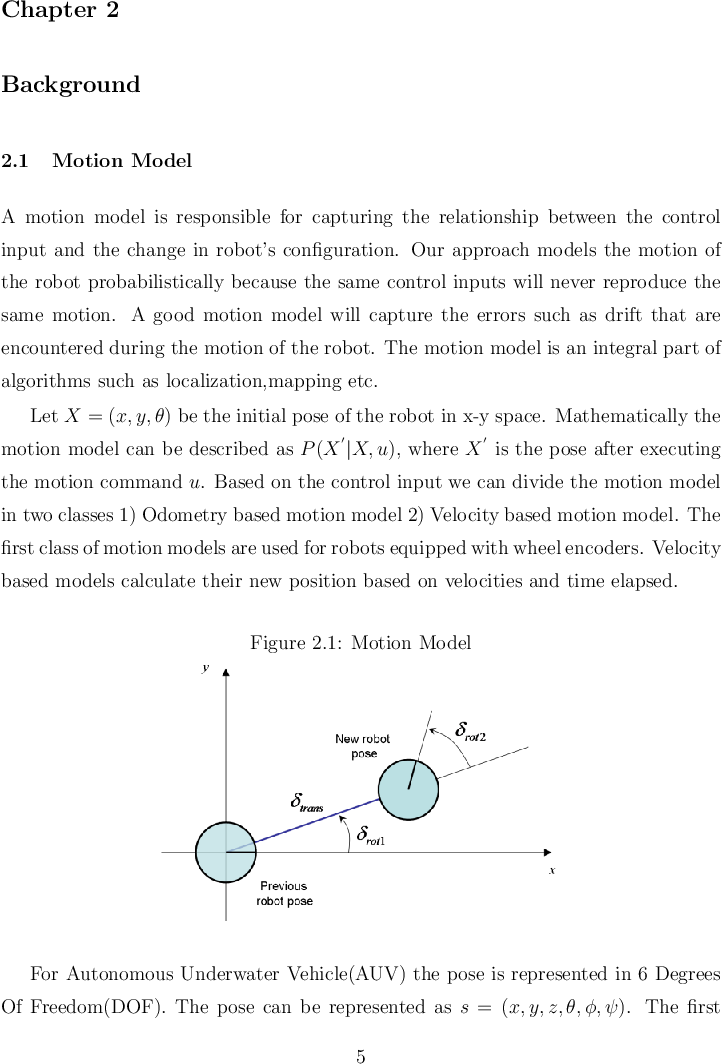 Chapter 2
Background
2.1 Motion Model
A motion model is responsible for capturing the relationship between the control
input and the change in robot's configuration. Our approach models the motion of
the robot probabilistically because the same control inputs will never reproduce the
same motion. A good motion model will capture the errors such as drift that are
encountered during the motion of the robot. The motion model is an integral part of
algorithms such as localization,mapping etc.
Let X = (x, y, θ) be the initial pose of the robot in x-y space. Mathematically the
motion model can be described as P(X′|X, u), where X′ is the pose after executing
the motion command u. Based on the control input we can divide the motion model
in two classes 1) Odometry based motion model 2) Velocity based motion model. The
first class of motion models are used for robots equipped with wheel encoders. Velocity
based models calculate their new position based on velocities and time elapsed.
Figure 2.1: Motion Model
y
δrot2
New robot
pose
δtrans
δrot1
x
Previous
robot pose
For Autonomous Underwater Vehicle(AUV) the pose is represented in 6 Degrees
Of Freedom(DOF). The pose can be represented as s = (x, y, z, θ, φ, ψ). The first
5